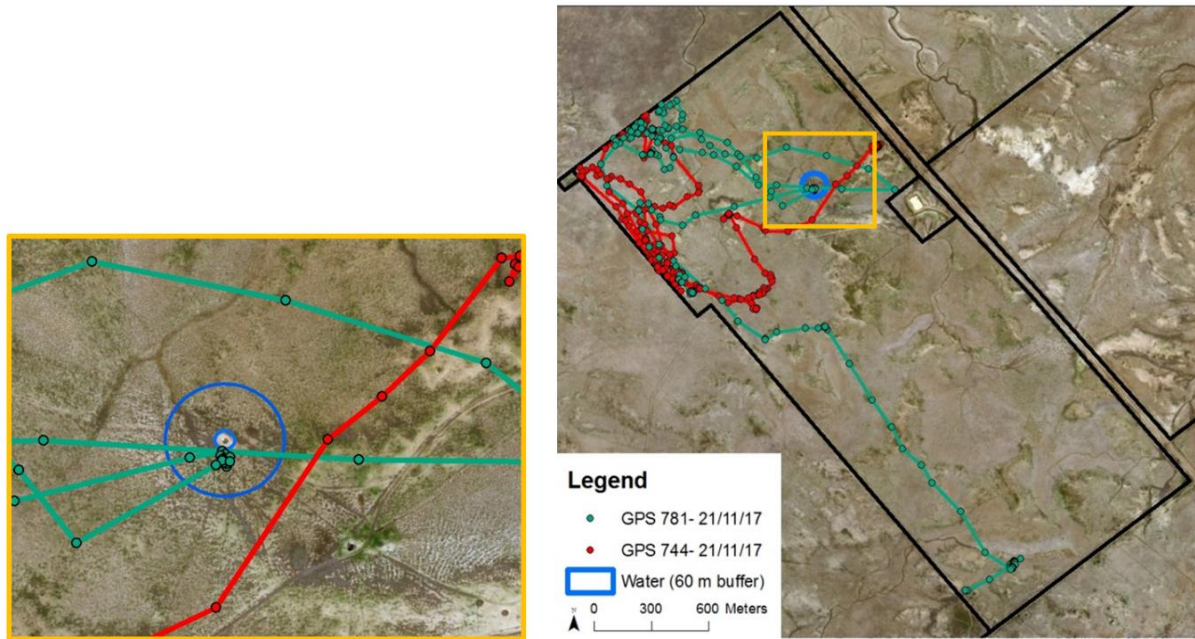 Legend
GPS 781- 21/11/17
GPS 744- 21/11/17
Water (60 m buffer)
0 300 600 Meters